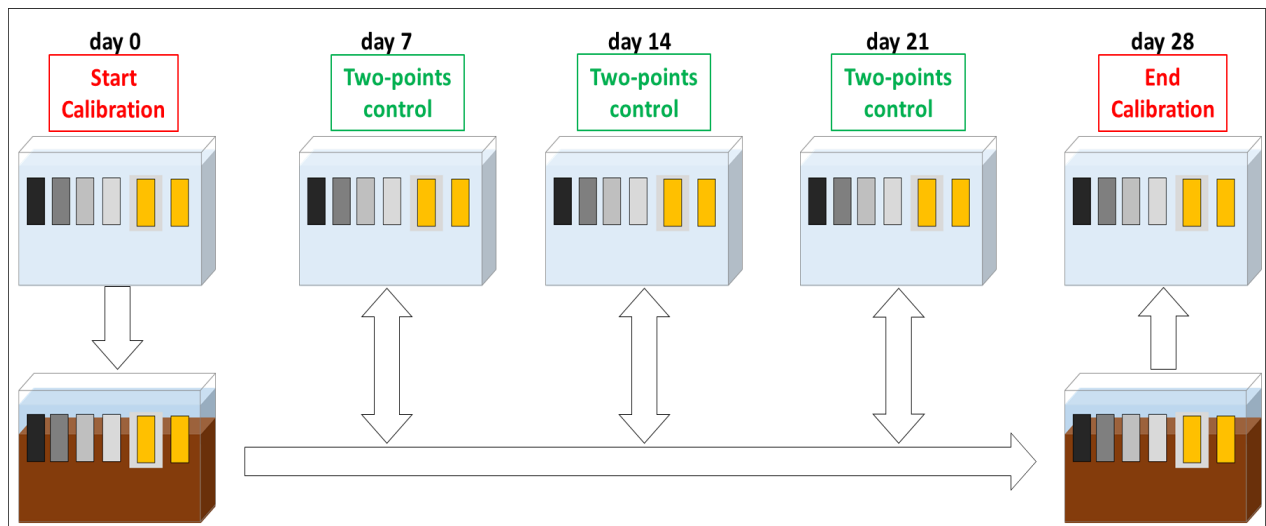 day 0
Start
Calibration
day 7
Two-points
control
day 14
Two-points
control
day 21
Two-points
control
day 28
End
Calibration